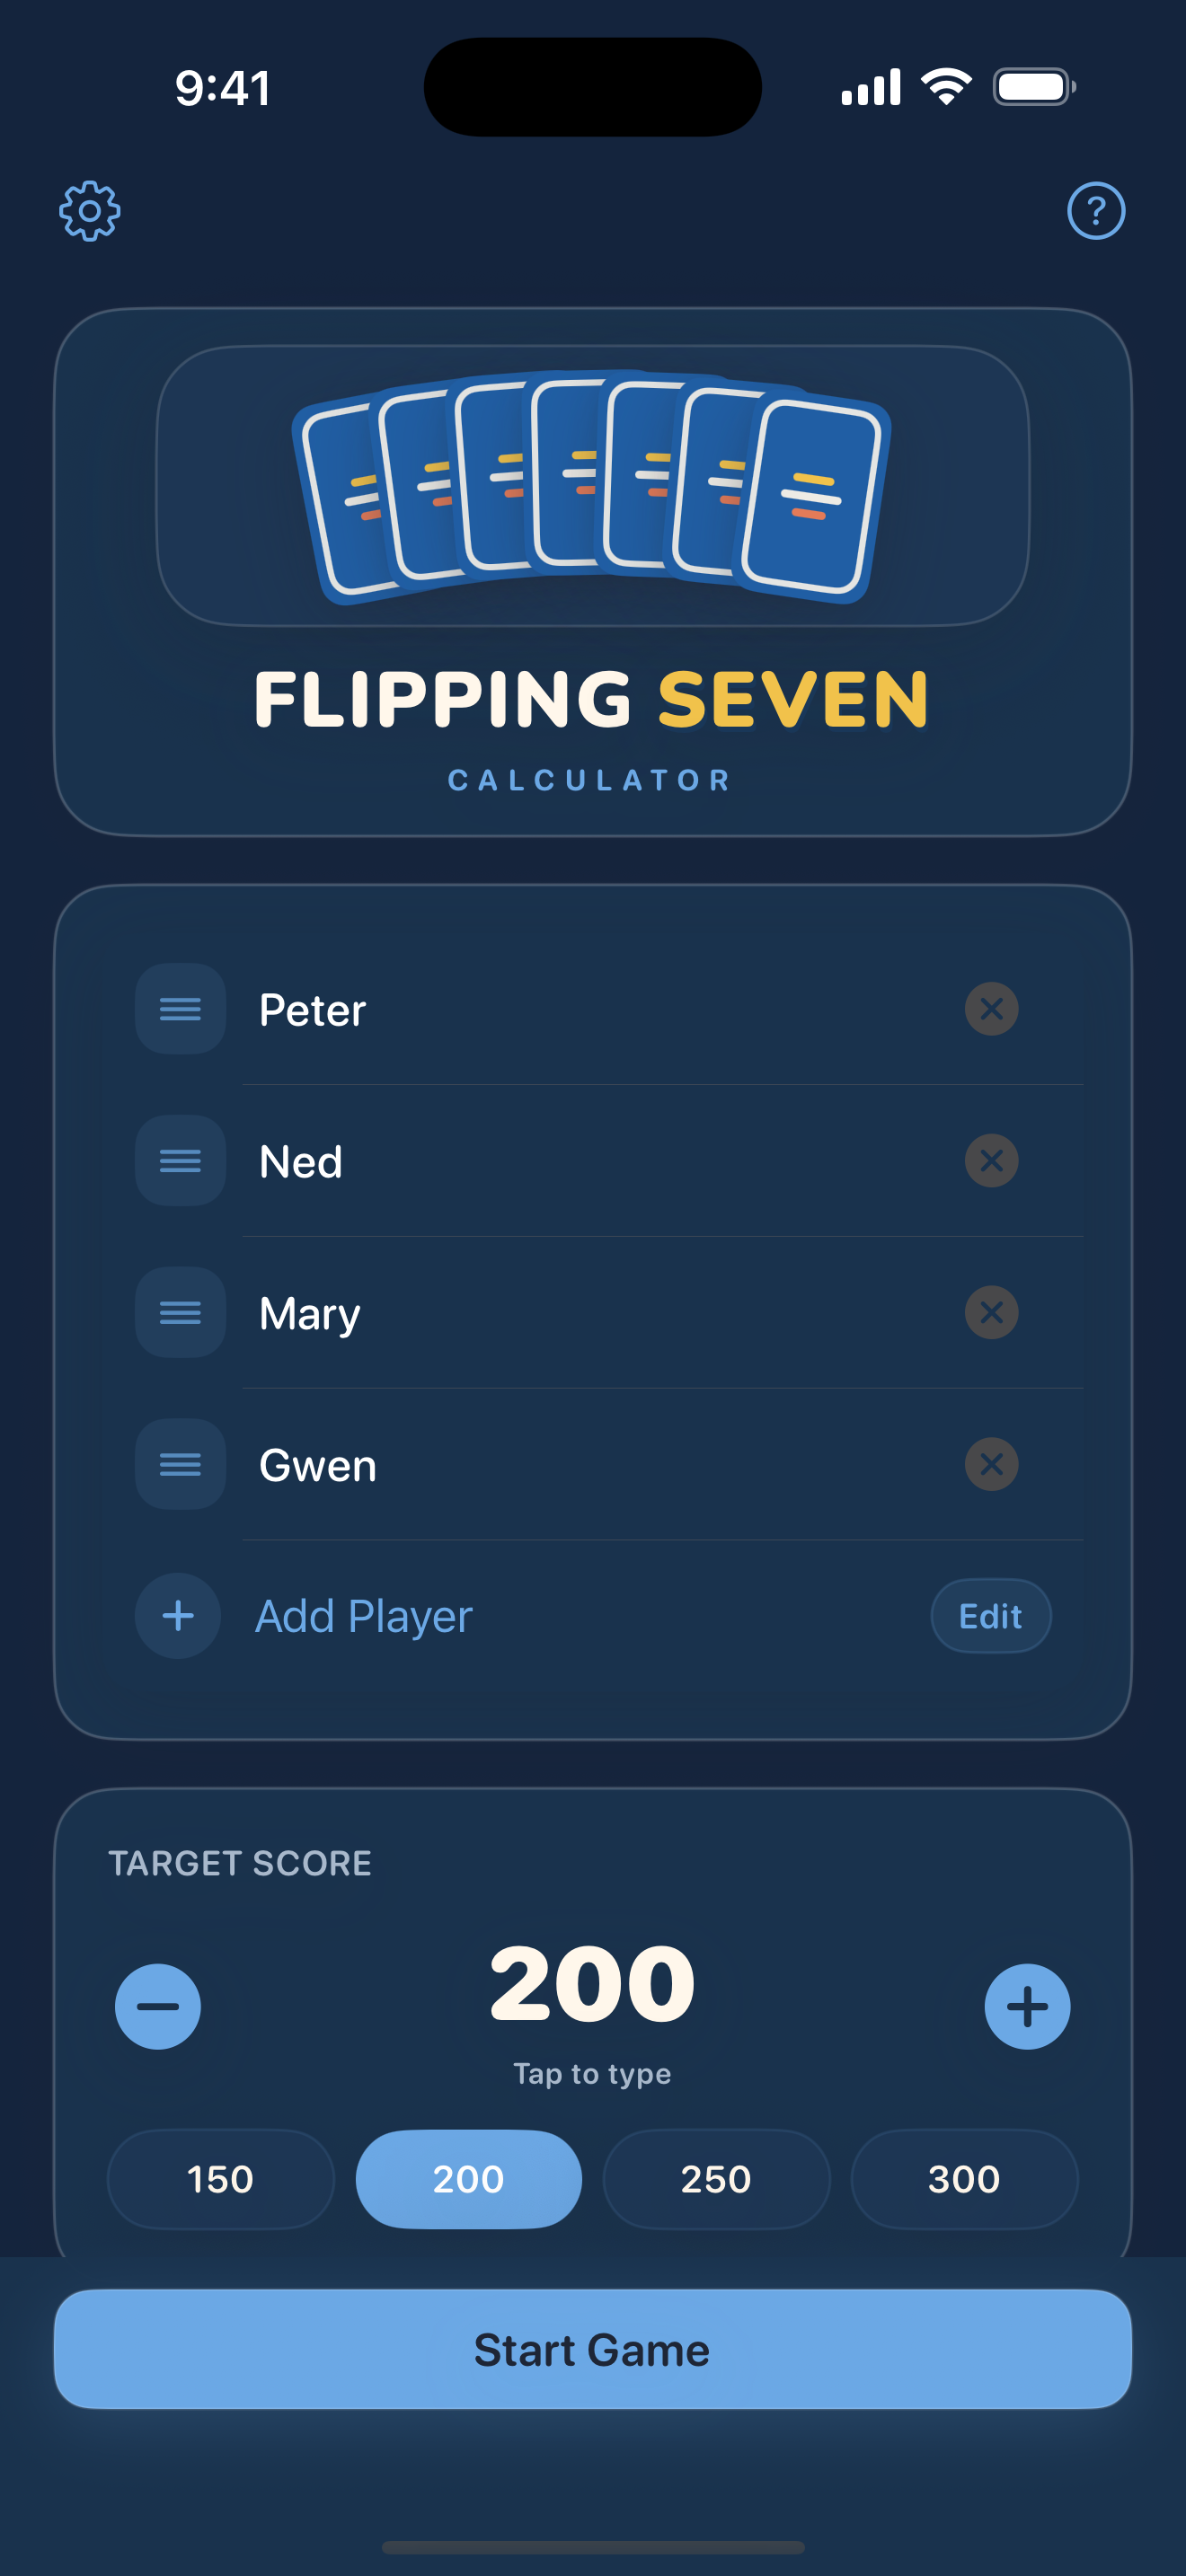 9:41
?
FLIPPING SEVEN
CALCULATOR
Peter
Ned
Mary
Gwen
Add Player
Edit
TARGET SCORE
200
Tap to type
150 200 250 300
Start Game